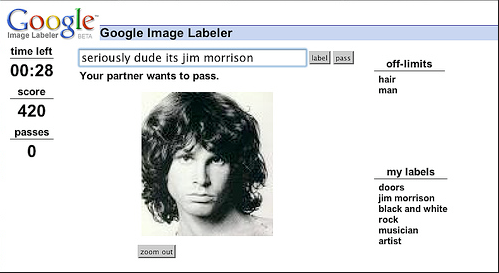 Google™
Image Labeler BETA
Google Image Labeler
time left
00:28
score
420
passes
0
seriously dude its jim morrison
label
pass
Your partner wants to pass.
zoom out
off-limits
hair
man
my labels
doors
jim morrison
black and white
rock
musician
artist